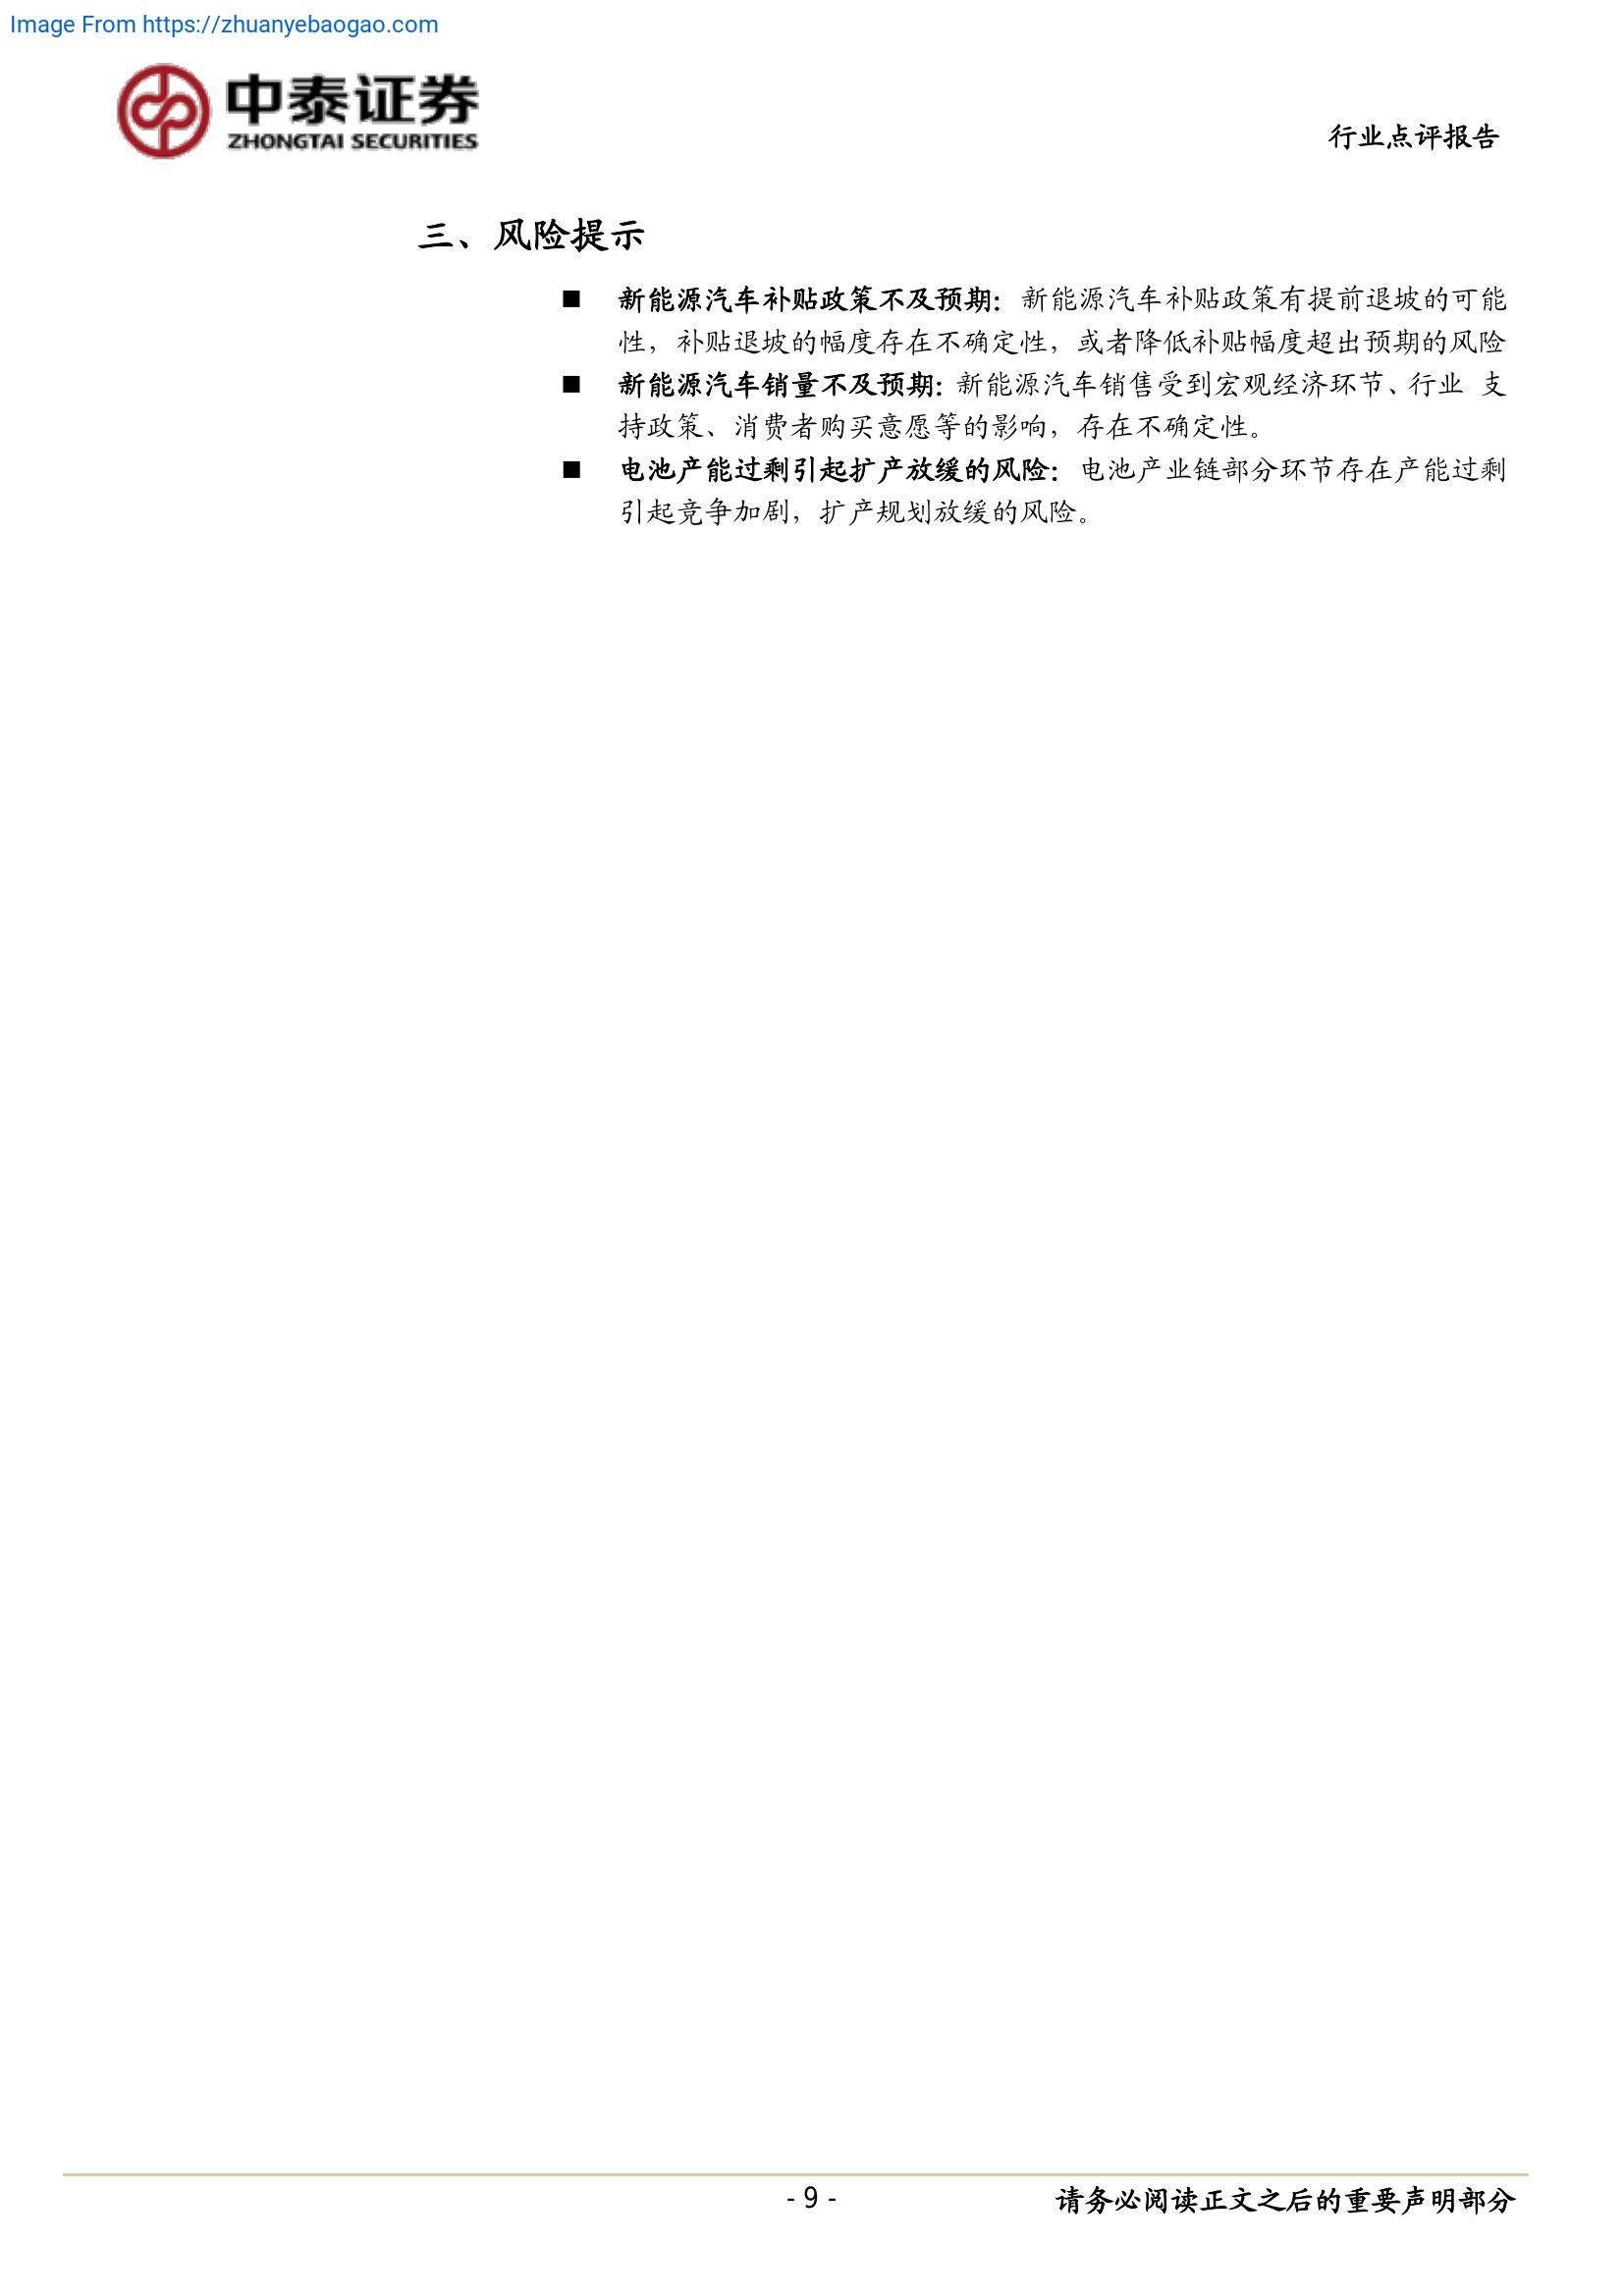 Image From https://zhuanyebaogao.com
中泰证券
ZHONGTAI SECURITIES
行业点评报告
三、风险提示
■ 新能源汽车补贴政策不及预期：新能源汽车补贴政策有提前退坡的可能
性，补贴退坡的幅度存在不确定性，或者降低补贴幅度超出预期的风险
■ 新能源汽车销量不及预期：新能源汽车销售受到宏观经济环节、行业 支
持政策、消费者购买意愿等的影响，存在不确定性。
■ 电池产能过剩引起扩产放缓的风险：电池产业链部分环节存在产能过剩
引起竞争加剧，扩产规划放缓的风险。
- 9 -
请务必阅读正文之后的重要声明部分